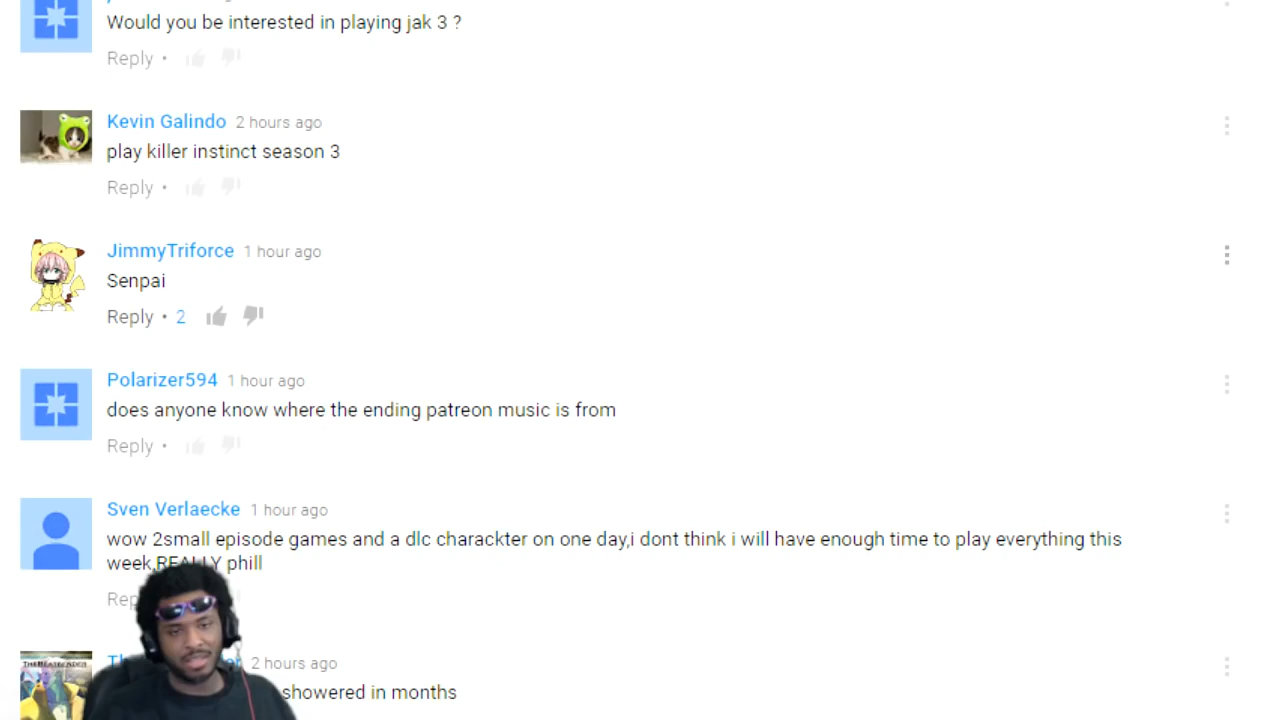 Would you be interested in playing jak 3 ?
Reply •
Kevin Galindo 2 hours ago
play killer instinct season 3
Reply •
JimmyTriforce 1 hour ago
Senpai
Reply • 2
Polarizer594 1 hour ago
does anyone know where the ending patreon music is from
Reply •
Sven Verlaecke 1 hour ago
wow 2small episode games and a dlc charackter on one day,i dont think i will have enough time to play everything this
week,REALLY phill
THEBEATBENDER 2 hours ago
showered in months